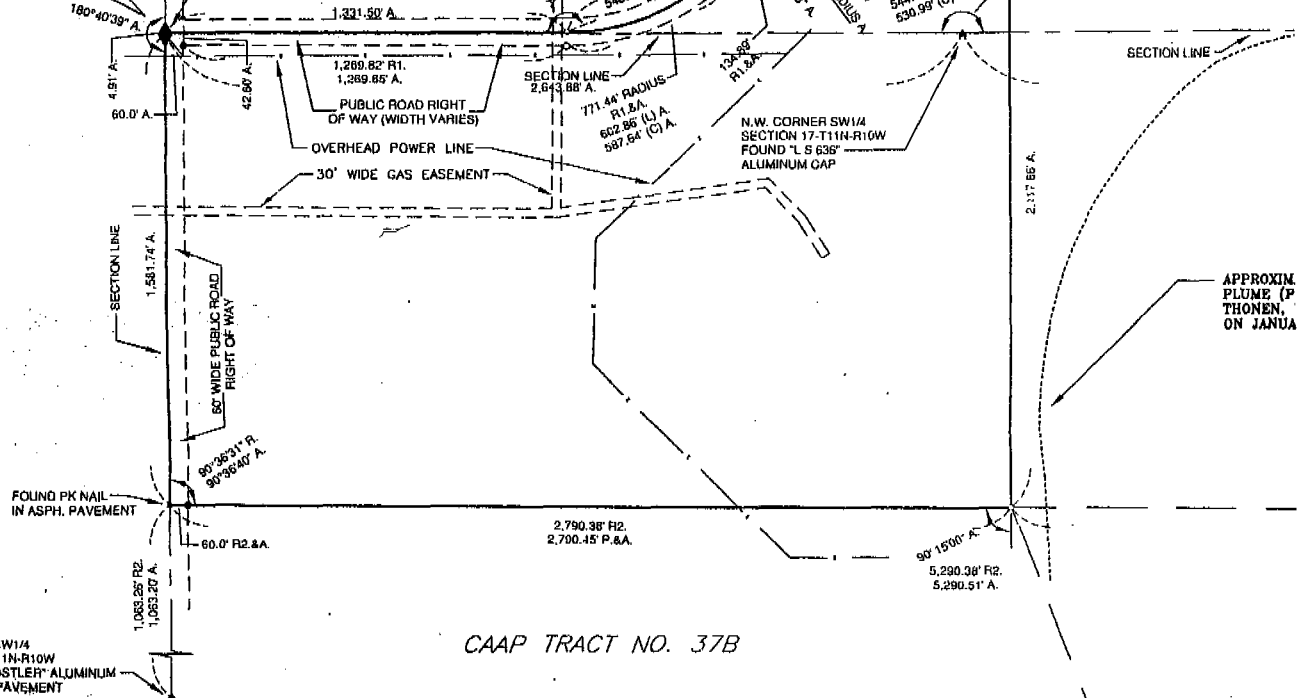 180°40'39" A.
1,331.50' A.
530.99' (C)
4.91' A.
42.60' A.
60.0' A.
1,269.82' R1.
1,269.85' A.
PUBLIC ROAD RIGHT
OF WAY (WIDTH VARIES)
SECTION LINE
2,643.88' A.
771.44' RADIUS
R1.&A.
602.86' (L) A.
587.64' (C) A.
134.89'
R1.&A.
N.W. CORNER SW1/4
SECTION 17-T11N-R10W
FOUND "L S 636"
ALUMINUM CAP
SECTION LINE
OVERHEAD POWER LINE
30' WIDE GAS EASEMENT
SECTION LINE
1,581.74' A.
60' WIDE PUBLIC ROAD
RIGHT OF WAY
APPROXIM
PLUME (P
THONEN,
ON JANUA
90°36'31" R.
90°36'40" A.
FOUND PK NAIL
IN ASPH. PAVEMENT
60.0' R2.&A.
2,790.38' R2.
2,790.45' P.&A.
90°15'00" A.
5,290.38' R2.
5,290.51' A.
1,063.26' R2.
1,063.20' A.
CAAP TRACT NO. 37B
W1/4
1N-R10W
OSTLER" ALUMINUM
PAVEMENT